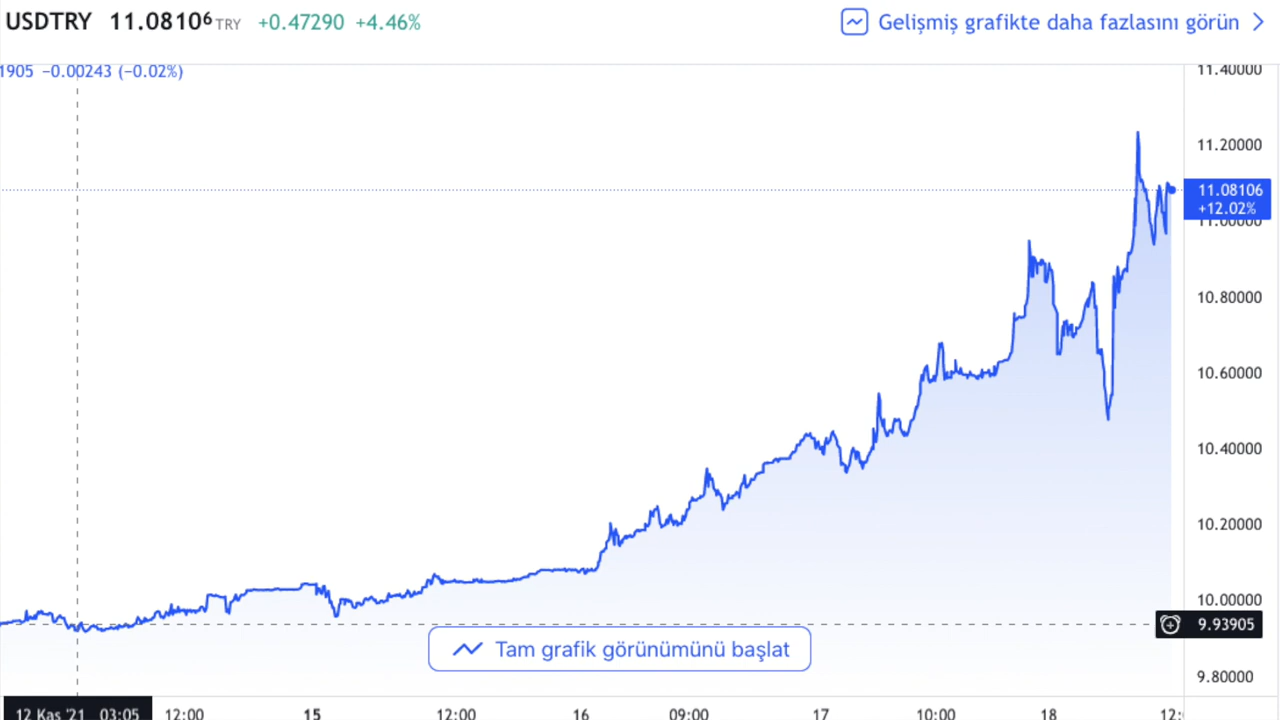 USDTRY 11.08106 TRY +0.47290 +4.46%
Gelişmiş grafikte daha fazlasını görün
1905 −0.00243 (−0.02%)
11.40000
11.20000
11.08106
+12.02%
11.00000
10.80000
10.60000
10.40000
10.20000
10.00000
9.93905
9.80000
Tam grafik görünümünü başlat
12 Kas '21 03:05 12:00 15 12:00 16 09:00 17 10:00 18 12: